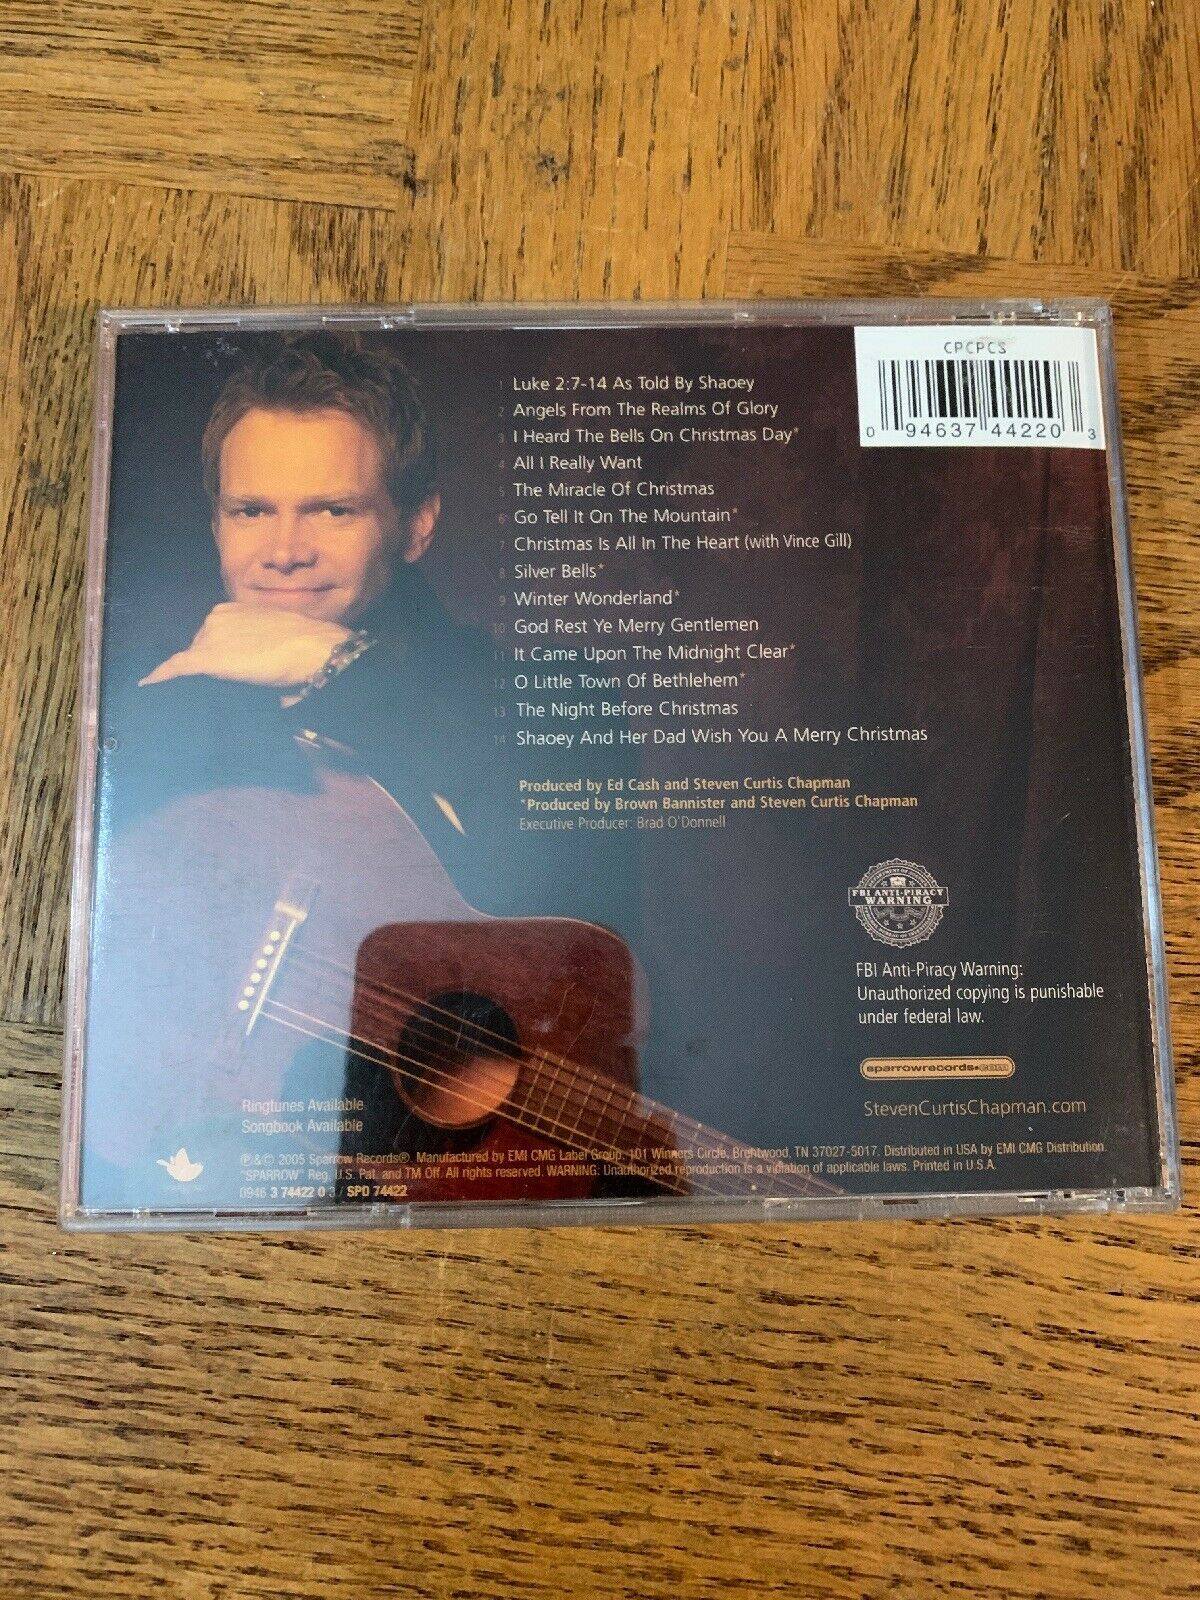 CPCPCS
0 94637 44220 3
1 Luke 2:7-14 As Told By Shaoey
2 Angels From The Realms Of Glory
3 I Heard The Bells On Christmas Day*
4 All I Really Want
5 The Miracle Of Christmas
6 Go Tell It On The Mountain*
7 Christmas Is All In The Heart (with Vince Gill)
8 Silver Bells*
9 Winter Wonderland*
10 God Rest Ye Merry Gentlemen
11 It Came Upon The Midnight Clear*
12 O Little Town Of Bethlehem*
13 The Night Before Christmas
14 Shaoey And Her Dad Wish You A Merry Christmas
Produced by Ed Cash and Steven Curtis Chapman
*Produced by Brown Bannister and Steven Curtis Chapman
Executive Producer: Brad O'Donnell
FBI ANTI-PIRACY
WARNING
FBI Anti-Piracy Warning:
Unauthorized copying is punishable
under federal law.
sparrowrecords.com
StevenCurtisChapman.com
Ringtunes Available
Songbook Available
℗&© 2005 Sparrow Records®. Manufactured by EMI CMG Label Group, 101 Winners Circle, Brentwood, TN 37027-5017. Distributed in USA by EMI CMG Distribution.
"SPARROW" Reg. U.S. Pat. and TM Off. All rights reserved. WARNING: Unauthorized reproduction is a violation of applicable laws. Printed in U.S.A.
0946 3 74422 0 3 / SPD 74422